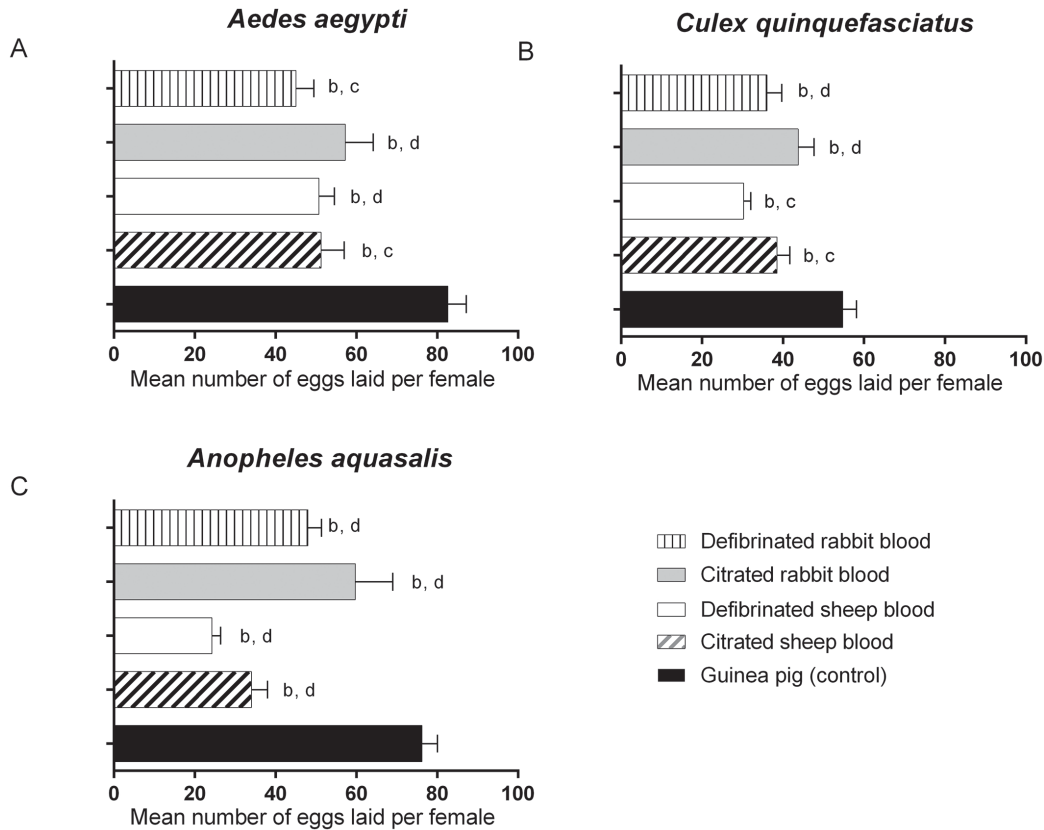 Aedes aegypti
A
b, c
b, d
b, d
b, c
0 20 40 60 80 100
Mean number of eggs laid per female
Culex quinquefasciatus
B
b, d
b, d
b, c
b, c
0 20 40 60 80 100
Mean number of eggs laid per female
Anopheles aquasalis
C
b, d
b, d
b, d
b, d
0 20 40 60 80 100
Mean number of eggs laid per female
Defibrinated rabbit blood
Citrated rabbit blood
Defibrinated sheep blood
Citrated sheep blood
Guinea pig (control)